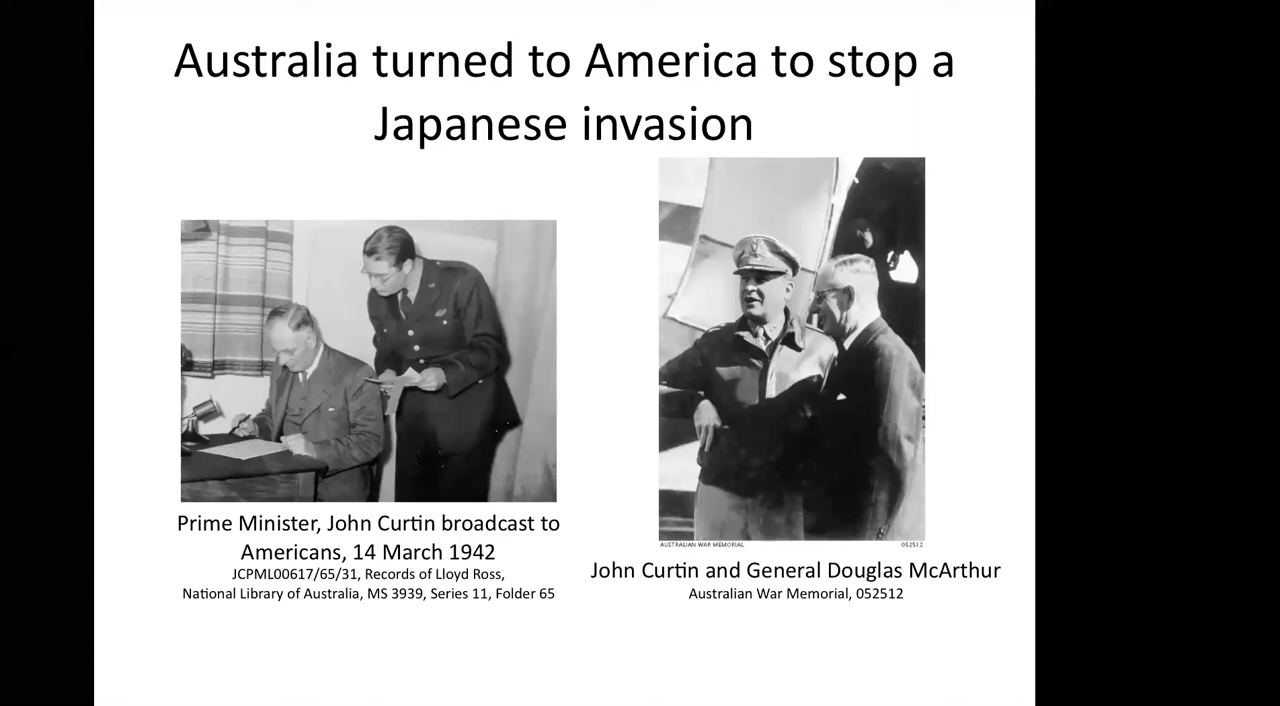 Australia turned to America to stop a
Japanese invasion
Prime Minister, John Curtin broadcast to
Americans, 14 March 1942
JCPML00617/65/31, Records of Lloyd Ross,
National Library of Australia, MS 3939, Series 11, Folder 65
AUSTRALIAN WAR MEMORIAL 052512
John Curtin and General Douglas McArthur
Australian War Memorial, 052512